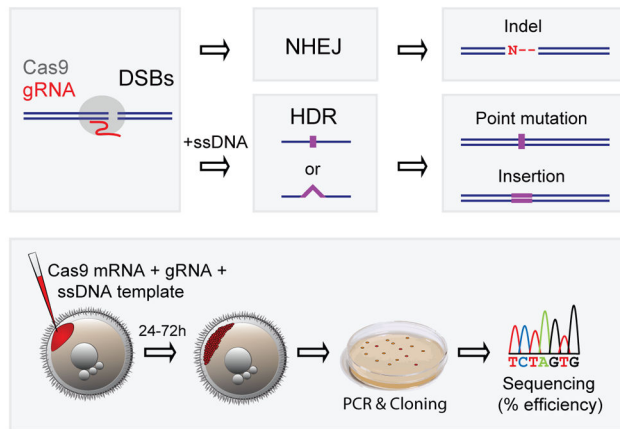 Cas9
gRNA
DSBs
NHEJ
Indel
N--
+ssDNA
HDR
or
Point mutation
Insertion
Cas9 mRNA + gRNA +
ssDNA template
24-72h
PCR & Cloning
TCTAGTG
Sequencing
(% efficiency)